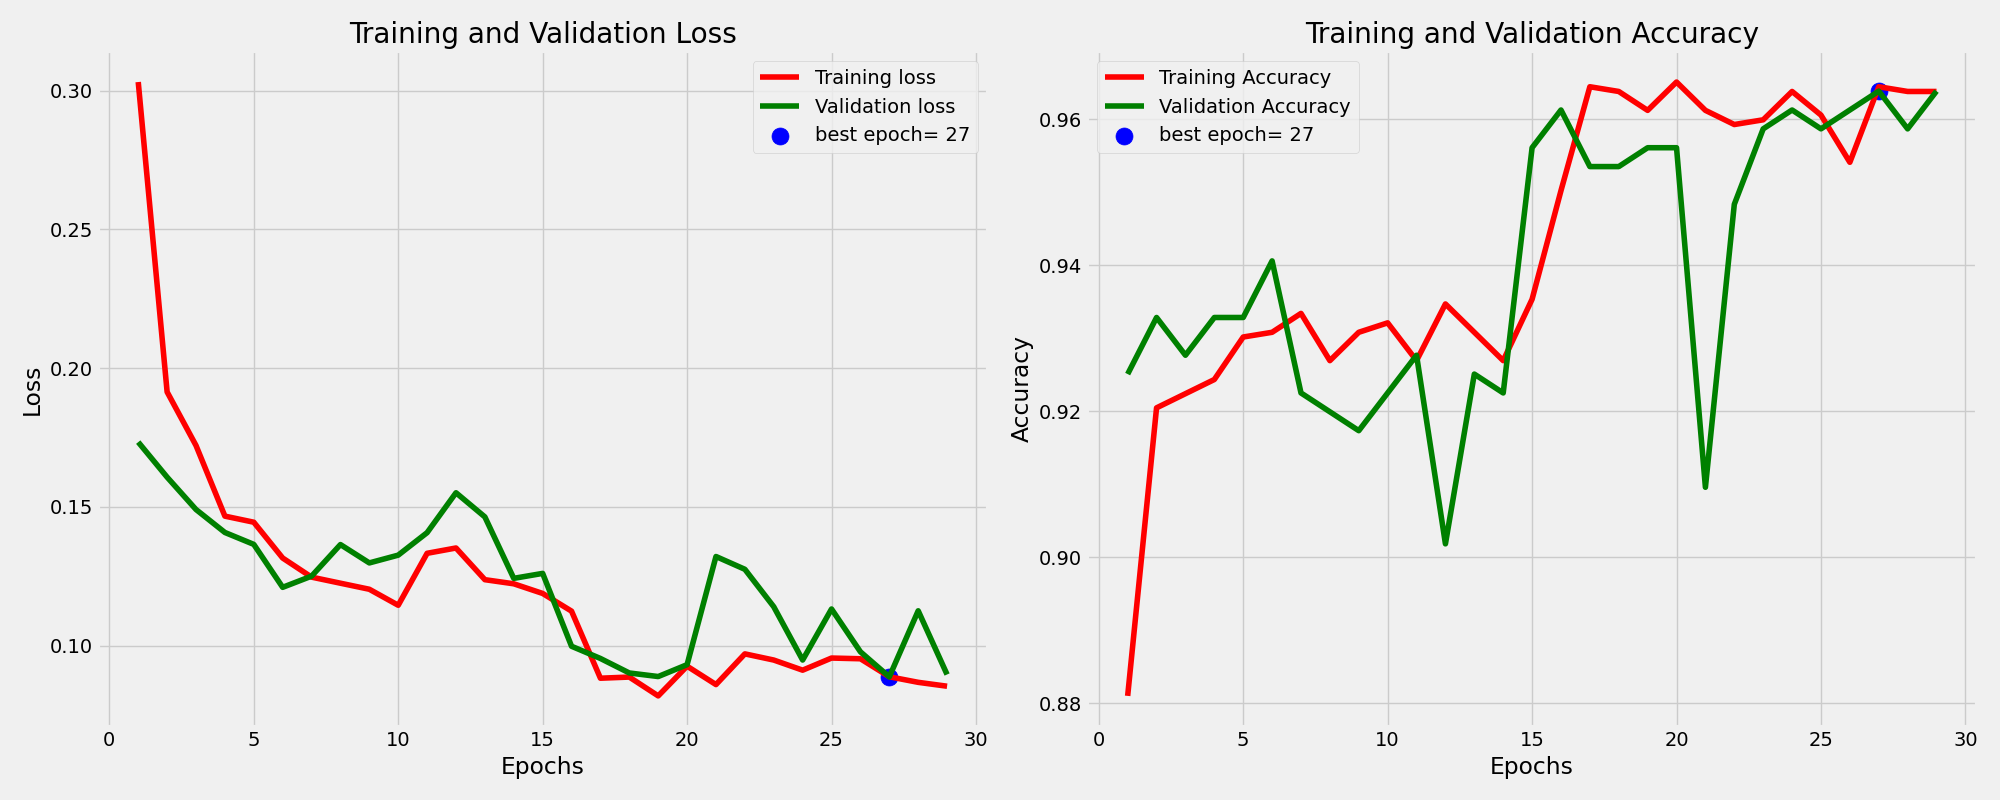 Training and Validation Loss
Training loss
Validation loss
best epoch= 27
0.30
0.25
0.20
0.15
0.10
Loss
0 5 10 15 20 25 30
Epochs
Training and Validation Accuracy
Training Accuracy
Validation Accuracy
best epoch= 27
0.96
0.94
0.92
0.90
0.88
Accuracy
0 5 10 15 20 25 30
Epochs